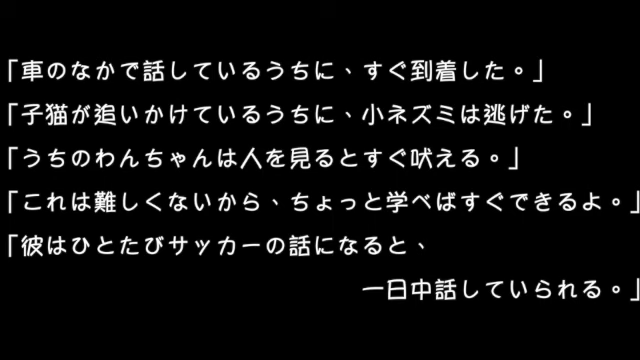 「車のなかで話しているうちに、すぐ到着した。」
「子猫が追いかけているうちに、小ネズミは逃げた。」
「うちのわんちゃんは人を見るとすぐ吠える。」
「これは難しくないから、ちょっと学べばすぐできるよ。」
「彼はひとたびサッカーの話になると、
一日中話していられる。」